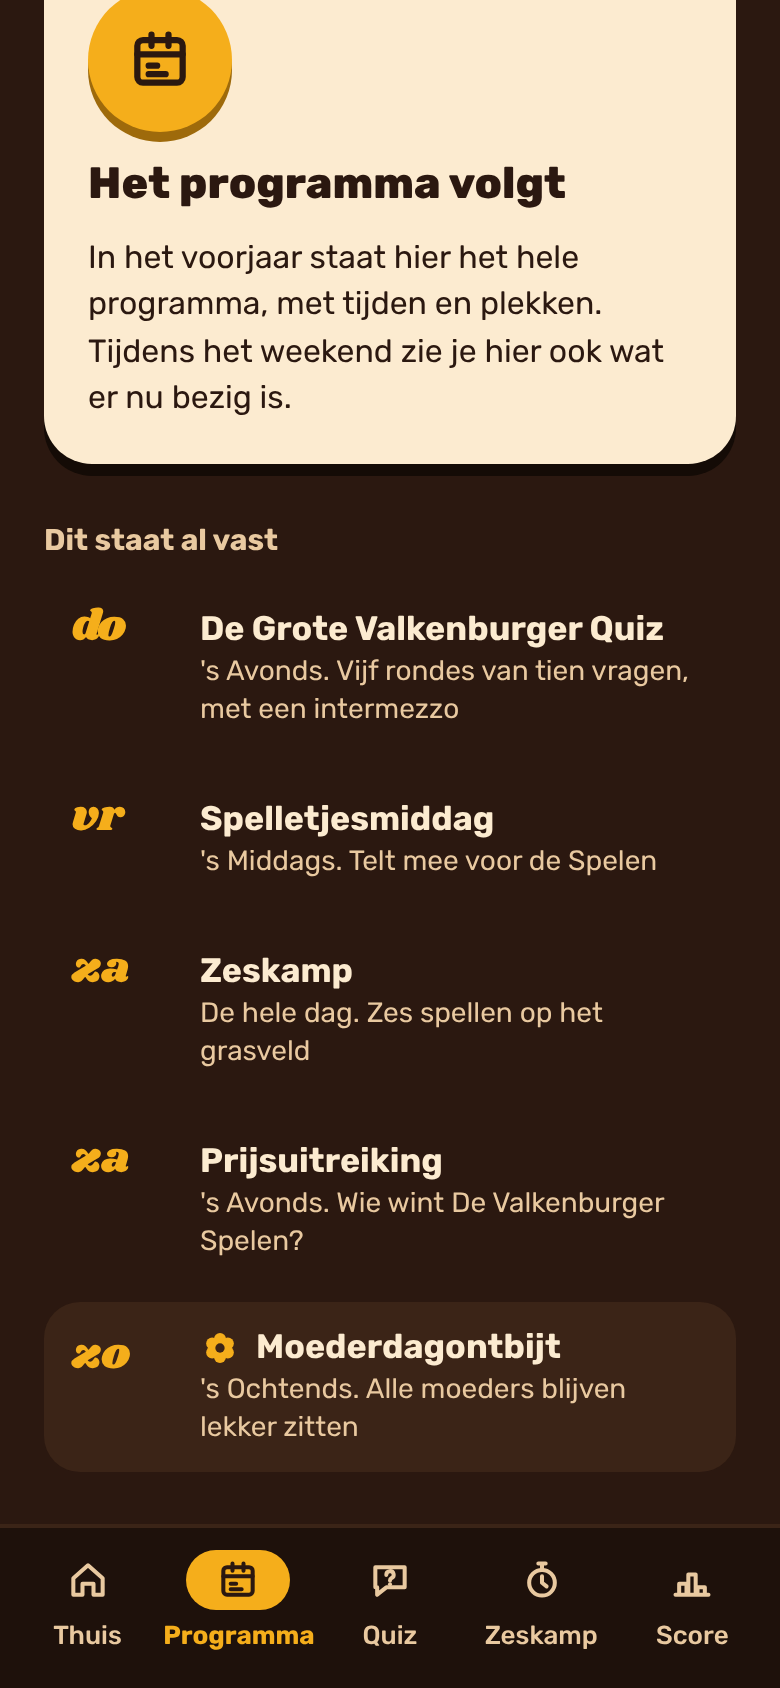 Het programma volgt
In het voorjaar staat hier het hele
programma, met tijden en plekken.
Tijdens het weekend zie je hier ook wat
er nu bezig is.
Dit staat al vast
do
De Grote Valkenburger Quiz
's Avonds. Vijf rondes van tien vragen,
met een intermezzo
vr
Spelletjesmiddag
's Middags. Telt mee voor de Spelen
za
Zeskamp
De hele dag. Zes spellen op het
grasveld
za
Prijsuitreiking
's Avonds. Wie wint De Valkenburger
Spelen?
zo
Moederdagontbijt
's Ochtends. Alle moeders blijven
lekker zitten
Thuis
Programma
Quiz
Zeskamp
Score